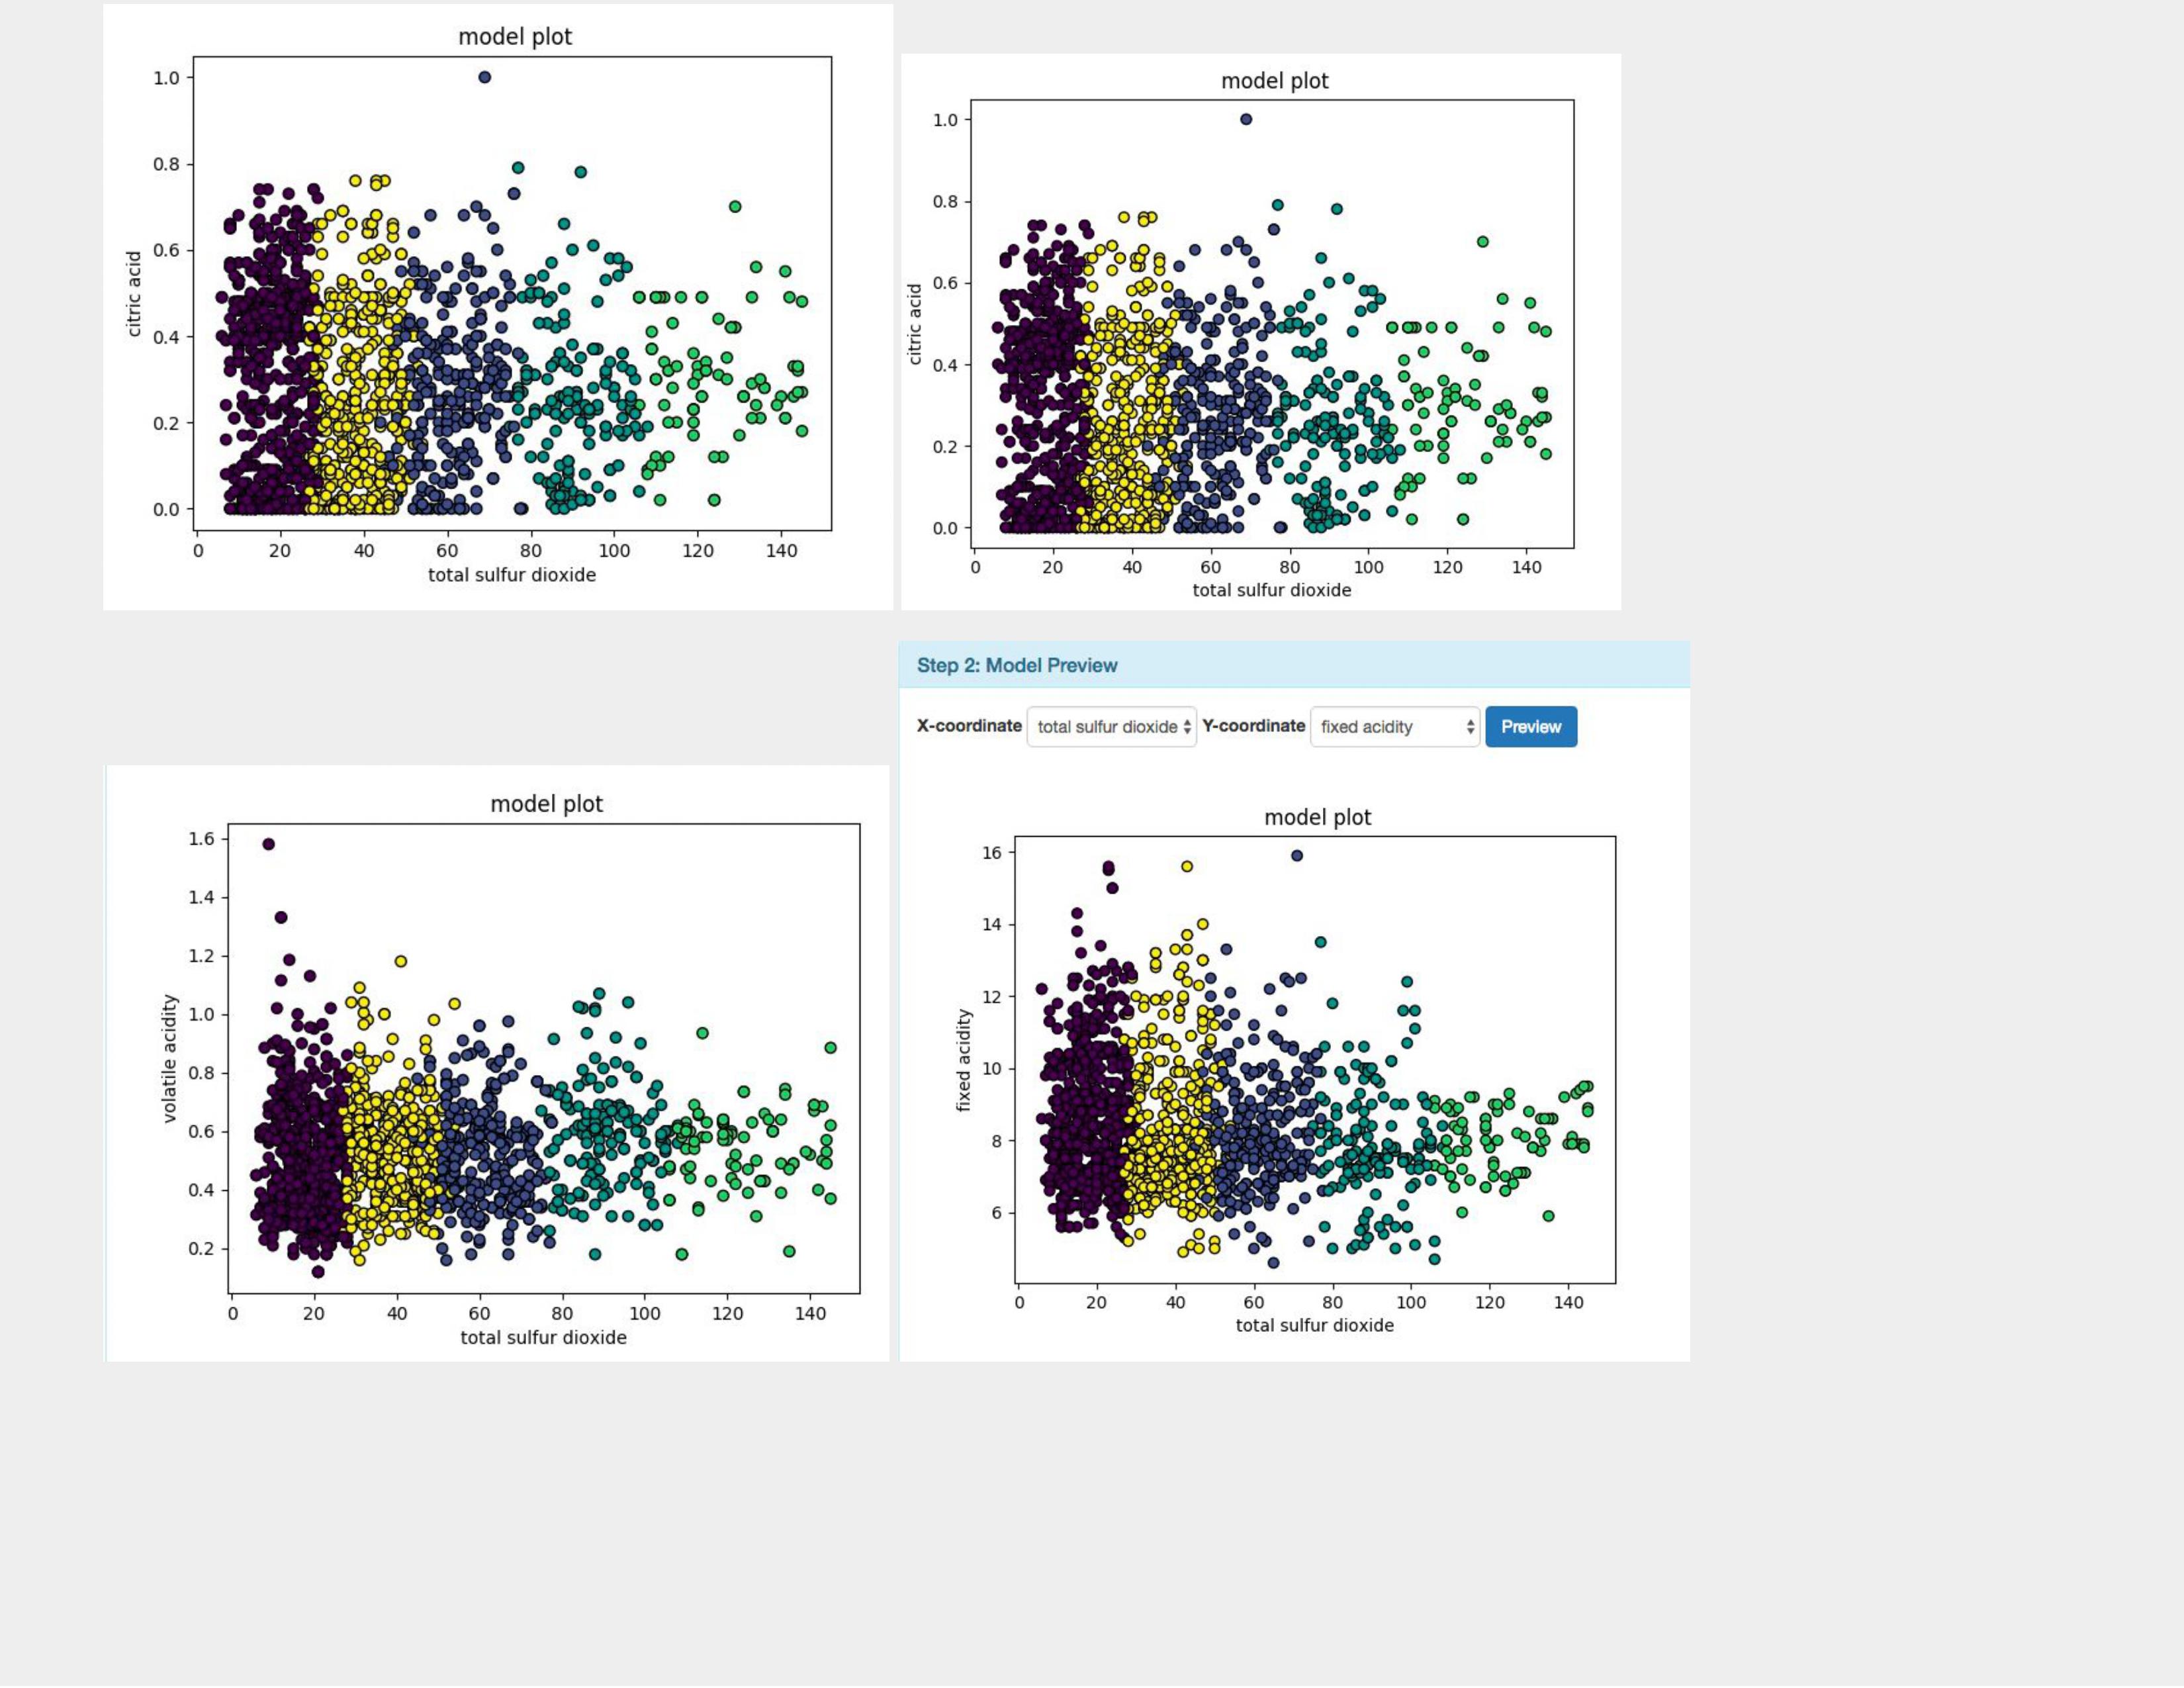 model plot
1.0
0.8
0.6
0.4
0.2
0.0
citric acid
0 20 40 60 80 100 120 140
total sulfur dioxide
model plot
1.0
0.8
0.6
0.4
0.2
0.0
citric acid
0 20 40 60 80 100 120 140
total sulfur dioxide
model plot
1.6
1.4
1.2
1.0
0.8
0.6
0.4
0.2
volatile acidity
0 20 40 60 80 100 120 140
total sulfur dioxide
Step 2: Model Preview
X-coordinate total sulfur dioxide Y-coordinate fixed acidity Preview
model plot
16
14
12
10
8
6
fixed acidity
0 20 40 60 80 100 120 140
total sulfur dioxide